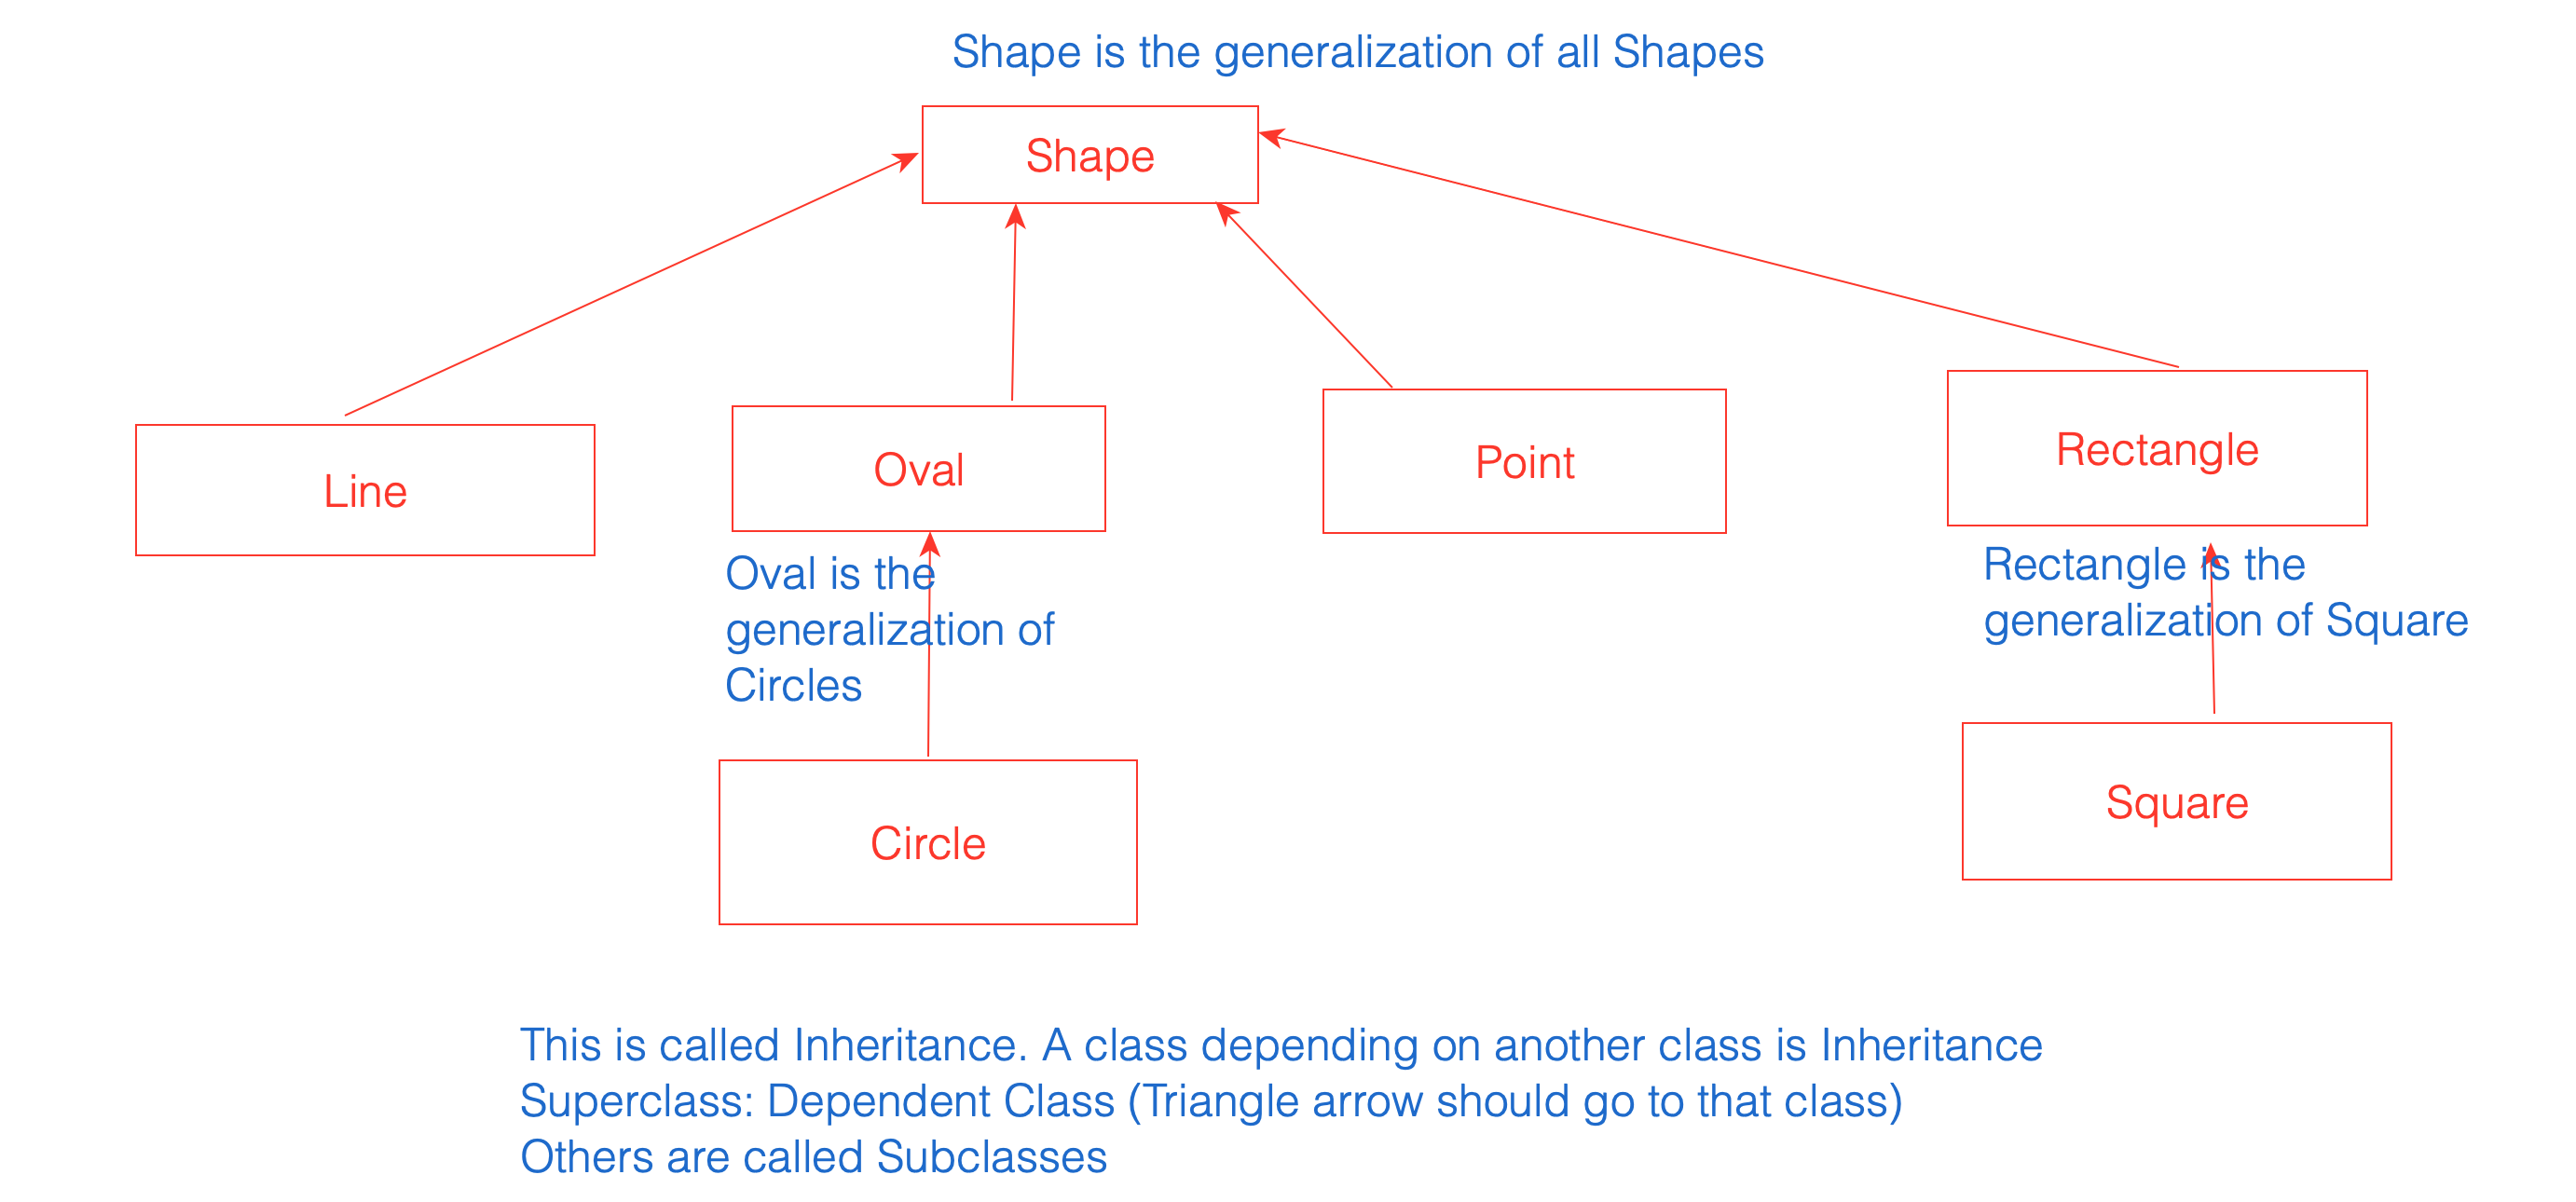 Shape is the generalization of all Shapes
Shape
Line
Oval
Point
Rectangle
Oval is the
generalization of
Circles
Rectangle is the
generalization of Square
Circle
Square
This is called Inheritance. A class depending on another class is Inheritance
Superclass: Dependent Class (Triangle arrow should go to that class)
Others are called Subclasses